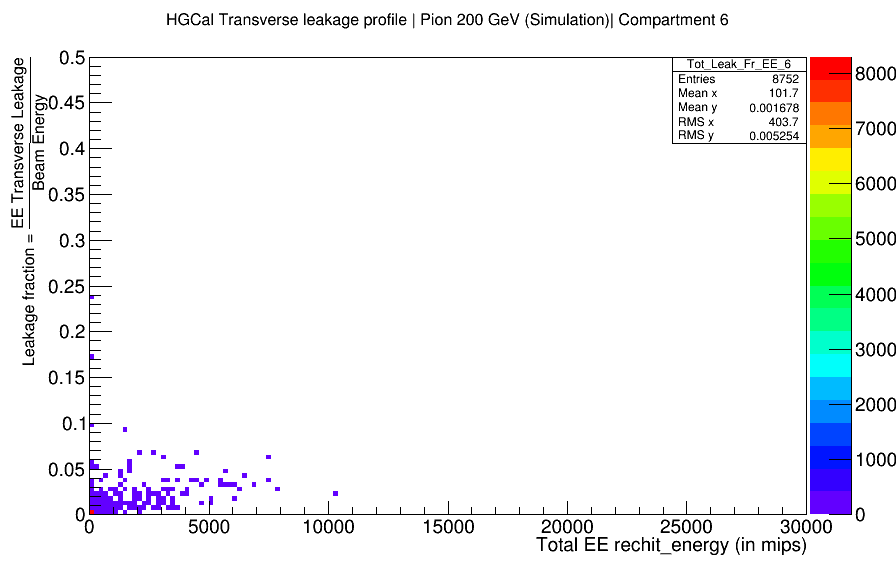 HGCal Transverse leakage profile | Pion 200 GeV (Simulation)| Compartment 6
Leakage fraction = EE Transverse Leakage
Beam Energy
0.5
0.45
0.4
0.35
0.3
0.25
0.2
0.15
0.1
0.05
0
Tot_Leak_Fr_EE_6
Entries 8752
Mean x 101.7
Mean y 0.001678
RMS x 403.7
RMS y 0.005254
8000
7000
6000
5000
4000
3000
2000
1000
0
0 5000 10000 15000 20000 25000 30000
Total EE rechit_energy (in mips)